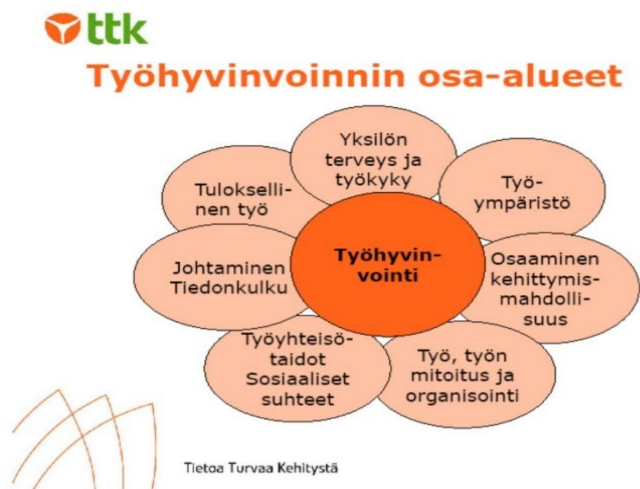 ttk
Työhyvinvoinnin osa-alueet
Yksilön
terveys ja
työkyky
Työ-
ympäristö
Osaaminen
kehittymis-
mahdolli-
suus
Työ, työn
mitoitus ja
organisointi
Työyhteisö-
taidot
Sosiaaliset
suhteet
Johtaminen
Tiedonkulku
Tulokselli-
nen työ
Työhyvin-
vointi
Tietoa Turvaa Kehitystä